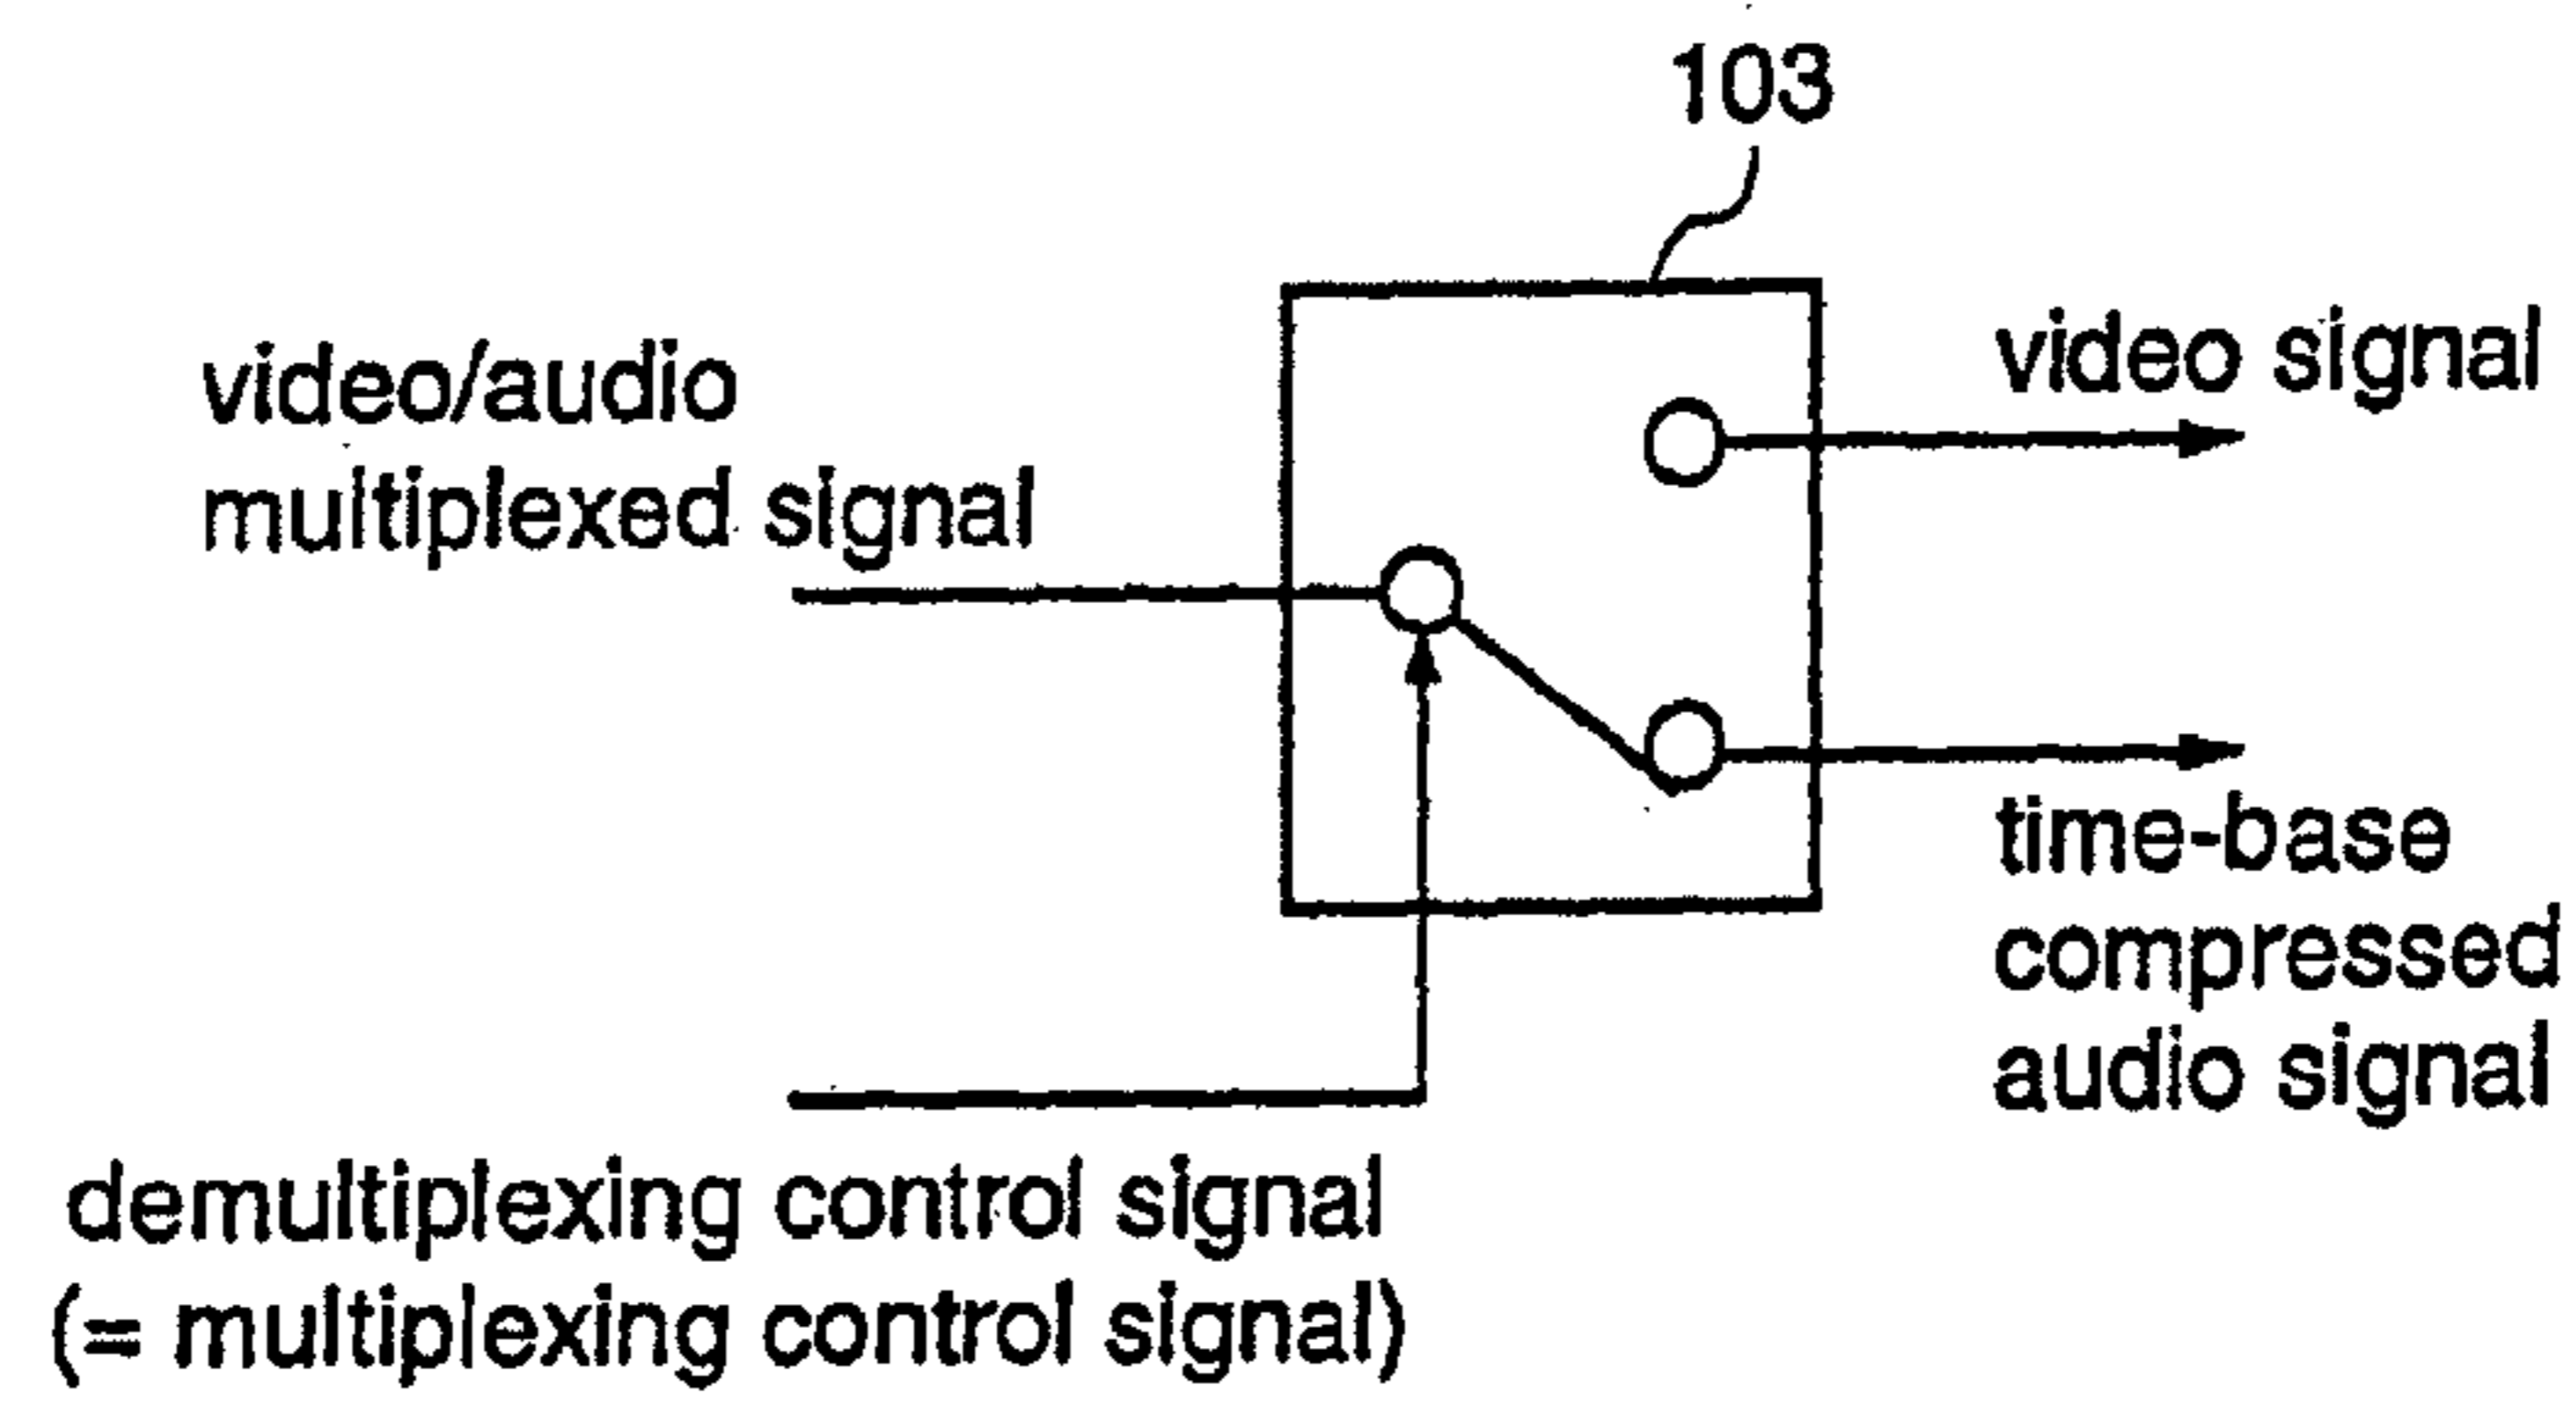 103
video/audio
multiplexed signal
video signal
time-base
compressed
audio signal
demultiplexing control signal
(= multiplexing control signal)